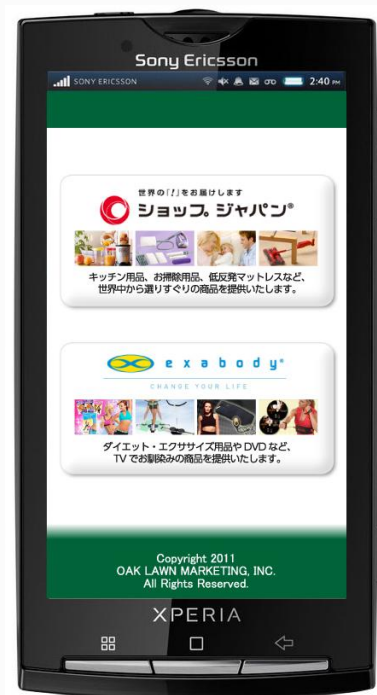 Sony Ericsson
SONY ERICSSON 2:40 PM
世界の「!」をお届けします
ショップ ジャパン®
キッチン用品、お掃除用品、低反発マットレスなど、
世界中から選りすぐりの商品を提供いたします。
exabody®
CHANGE YOUR LIFE
ダイエット・エクササイズ用品や DVD など、
TV でお馴染みの商品を提供いたします。
Copyright 2011
OAK LAWN MARKETING, INC.
All Rights Reserved.
XPERIA